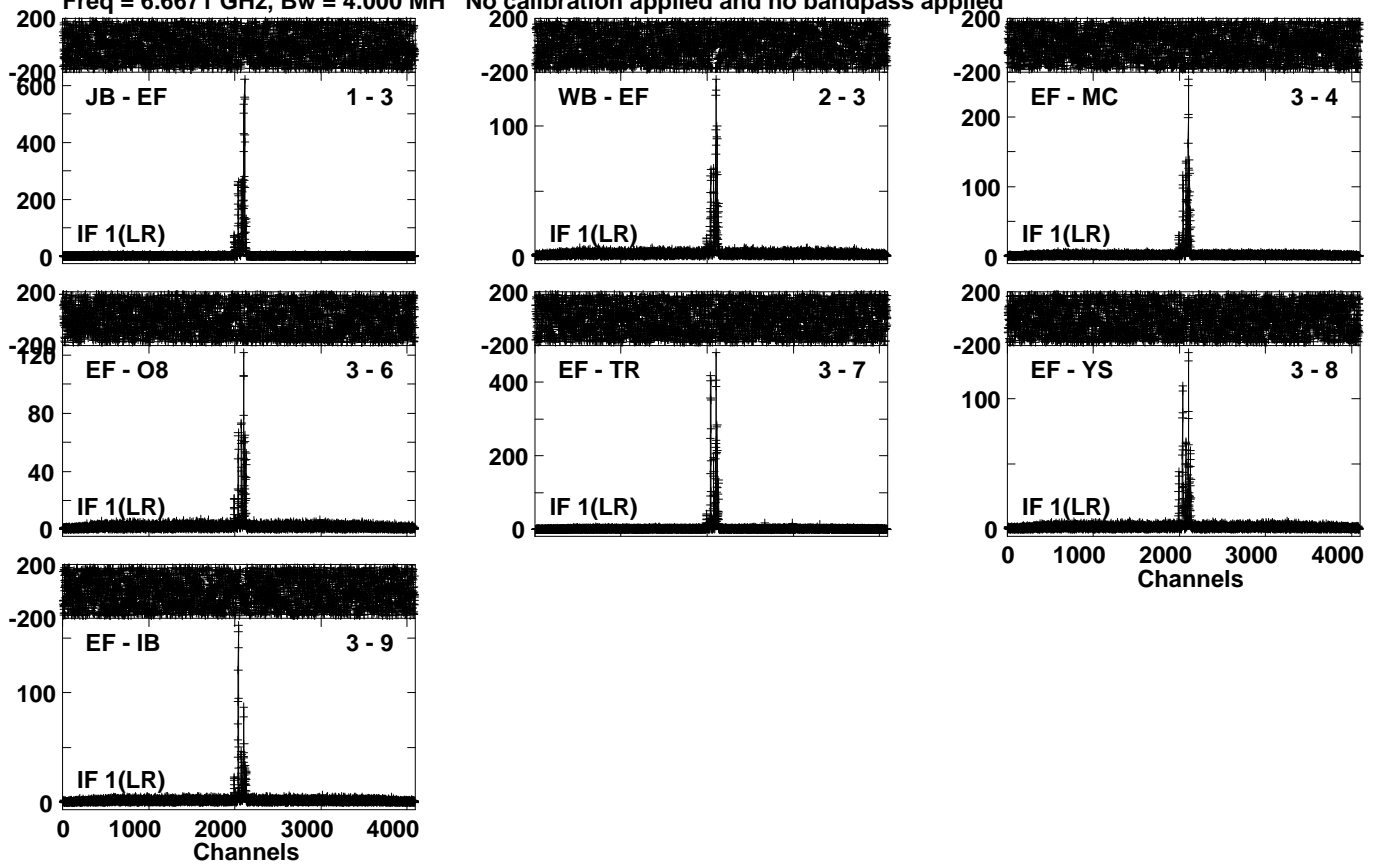 Freq = 6.6671 GHz, Bw = 4.000 MH No calibration applied and no bandpass applied
200
-200
600
400
200
0
JB - EF 1 - 3
IF 1(LR)
200
-200
100
0
WB - EF 2 - 3
IF 1(LR)
200
-200
200
100
0
EF - MC 3 - 4
IF 1(LR)
200
-200
120
80
40
0
EF - O8 3 - 6
IF 1(LR)
200
-200
400
200
0
EF - TR 3 - 7
IF 1(LR)
200
-200
100
0
EF - YS 3 - 8
IF 1(LR)
0 1000 2000 3000 4000
Channels
200
-200
100
0
EF - IB 3 - 9
IF 1(LR)
0 1000 2000 3000 4000
Channels